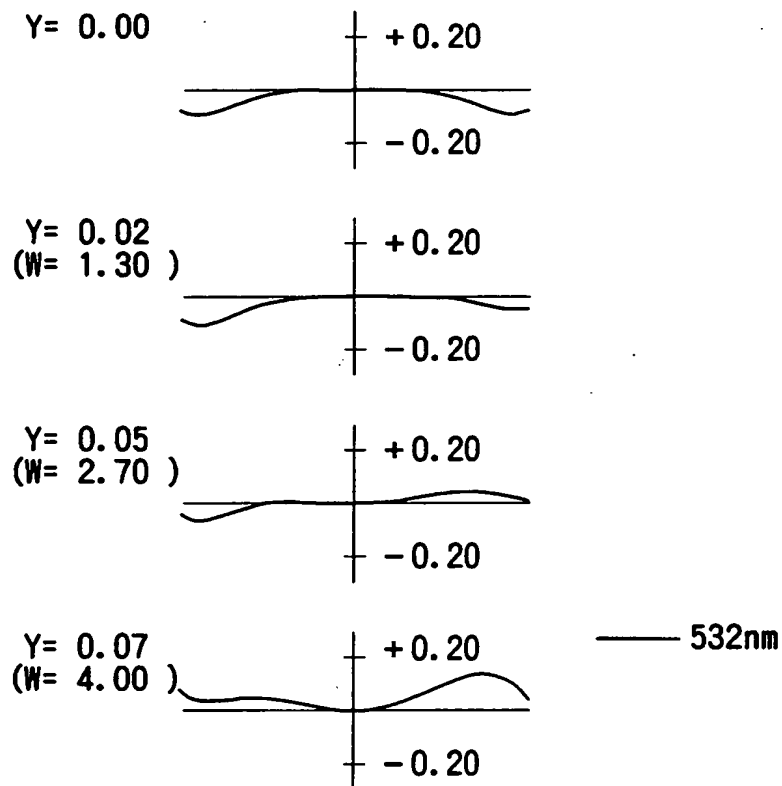 Y= 0.00
+0.20
-0.20
Y= 0.02
(W= 1.30 )
+0.20
-0.20
Y= 0.05
(W= 2.70 )
+0.20
-0.20
Y= 0.07
(W= 4.00 )
+0.20
532nm
-0.20